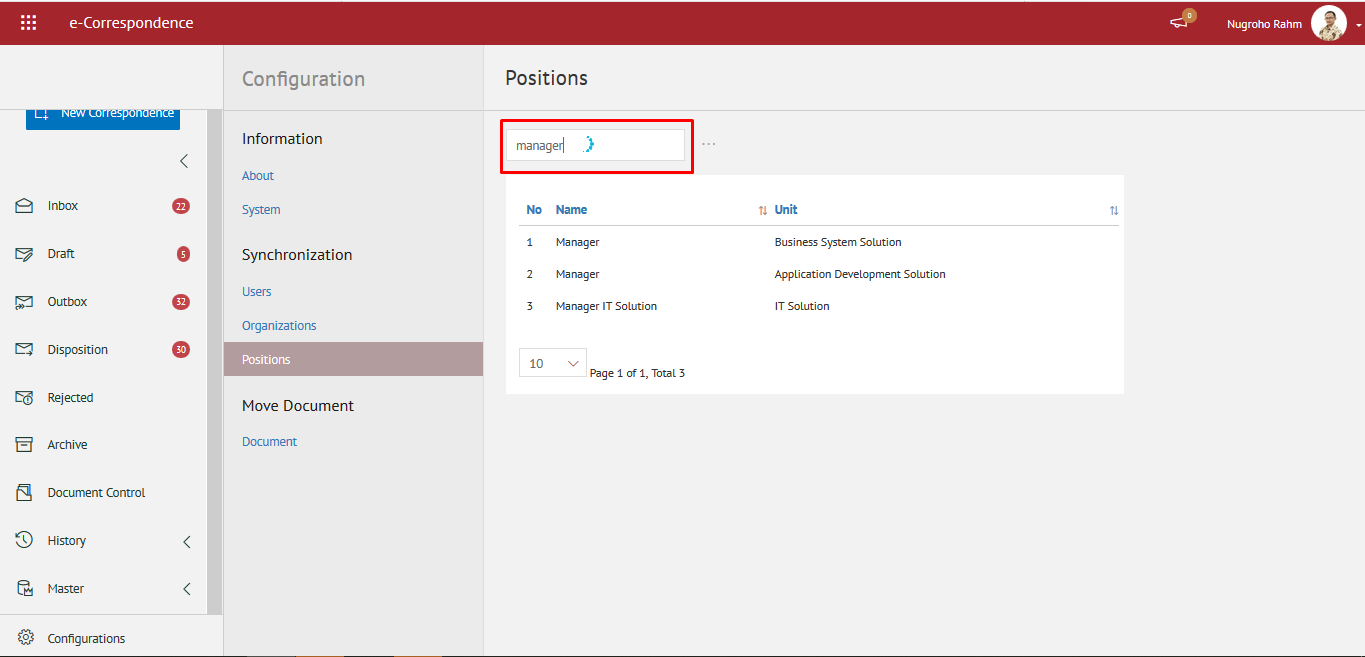 e-Correspondence
0
Nugroho Rahm
New Correspondence
Inbox 22
Draft 5
Outbox 32
Disposition 30
Rejected
Archive
Document Control
History
Master
Configurations
Configuration
Information
About
System
Synchronization
Users
Organizations
Positions
Move Document
Document
Positions
manager
...
No Name Unit
1 Manager Business System Solution
2 Manager Application Development Solution
3 Manager IT Solution IT Solution
10 Page 1 of 1, Total 3